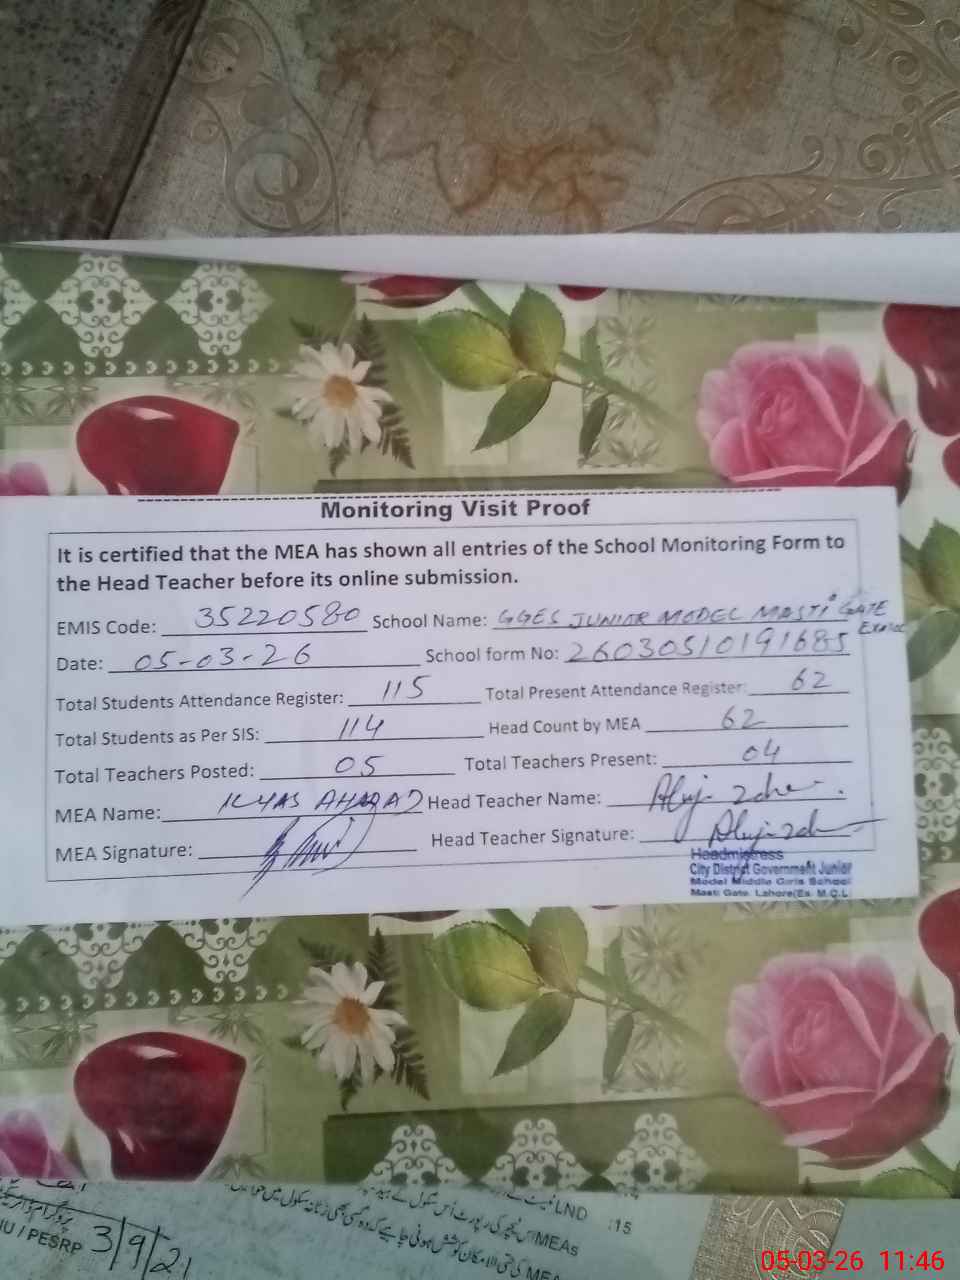 Monitoring Visit Proof
It is certified that the MEA has shown all entries of the School Monitoring Form to
the Head Teacher before its online submission.
EMIS Code: 35220580 School Name: GGES JUNIOR MODEL MASTI GATE
Date: 05-03-26 School form No: 26030510191685
Total Students Attendance Register: 115 Total Present Attendance Register: 62
Total Students as Per SIS: 114 Head Count by MEA 62
Total Teachers Posted: 05 Total Teachers Present: 04
MEA Name: ILYAS AHMAD Head Teacher Name:
MEA Signature: Head Teacher Signature:
Headmistress
City District Government Junior
Model Middle Girls School
Masti Gate, Lahore(Ex. M.C.L
LND
:15
MEAs
IU / PESRP 3/9/21
05-03-26 11:46